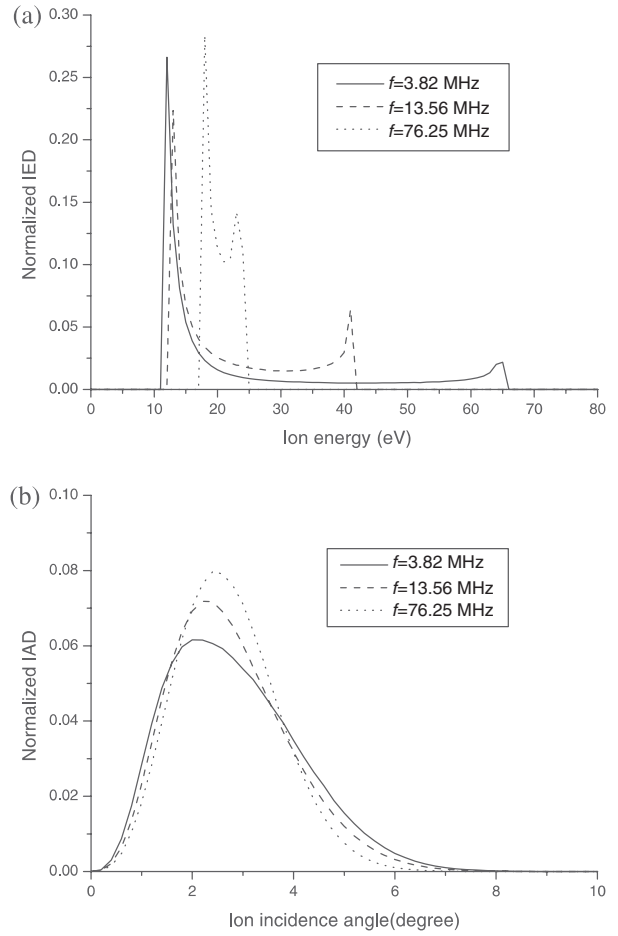 (a)
0.30
0.25
0.20
0.15
0.10
0.05
0.00
Normalized IED
f=3.82 MHz
f=13.56 MHz
f=76.25 MHz
0 10 20 30 40 50 60 70 80
Ion energy (eV)
(b)
0.10
0.08
0.06
0.04
0.02
0.00
Normalized IAD
f=3.82 MHz
f=13.56 MHz
f=76.25 MHz
0 2 4 6 8 10
Ion incidence angle(degree)